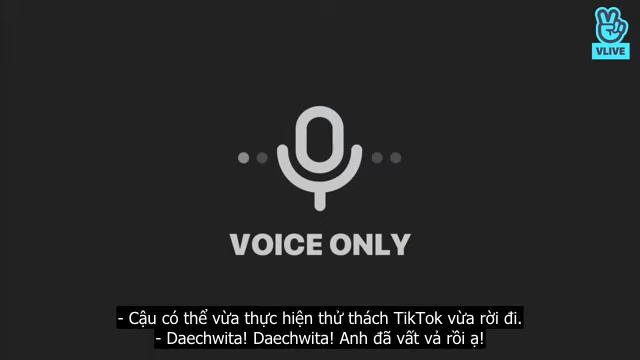 VLIVE
VOICE ONLY
- Cậu có thể vừa thực hiện thử thách TikTok vừa rời đi.
- Daechwita! Daechwita! Anh đã vất vả rồi ạ!